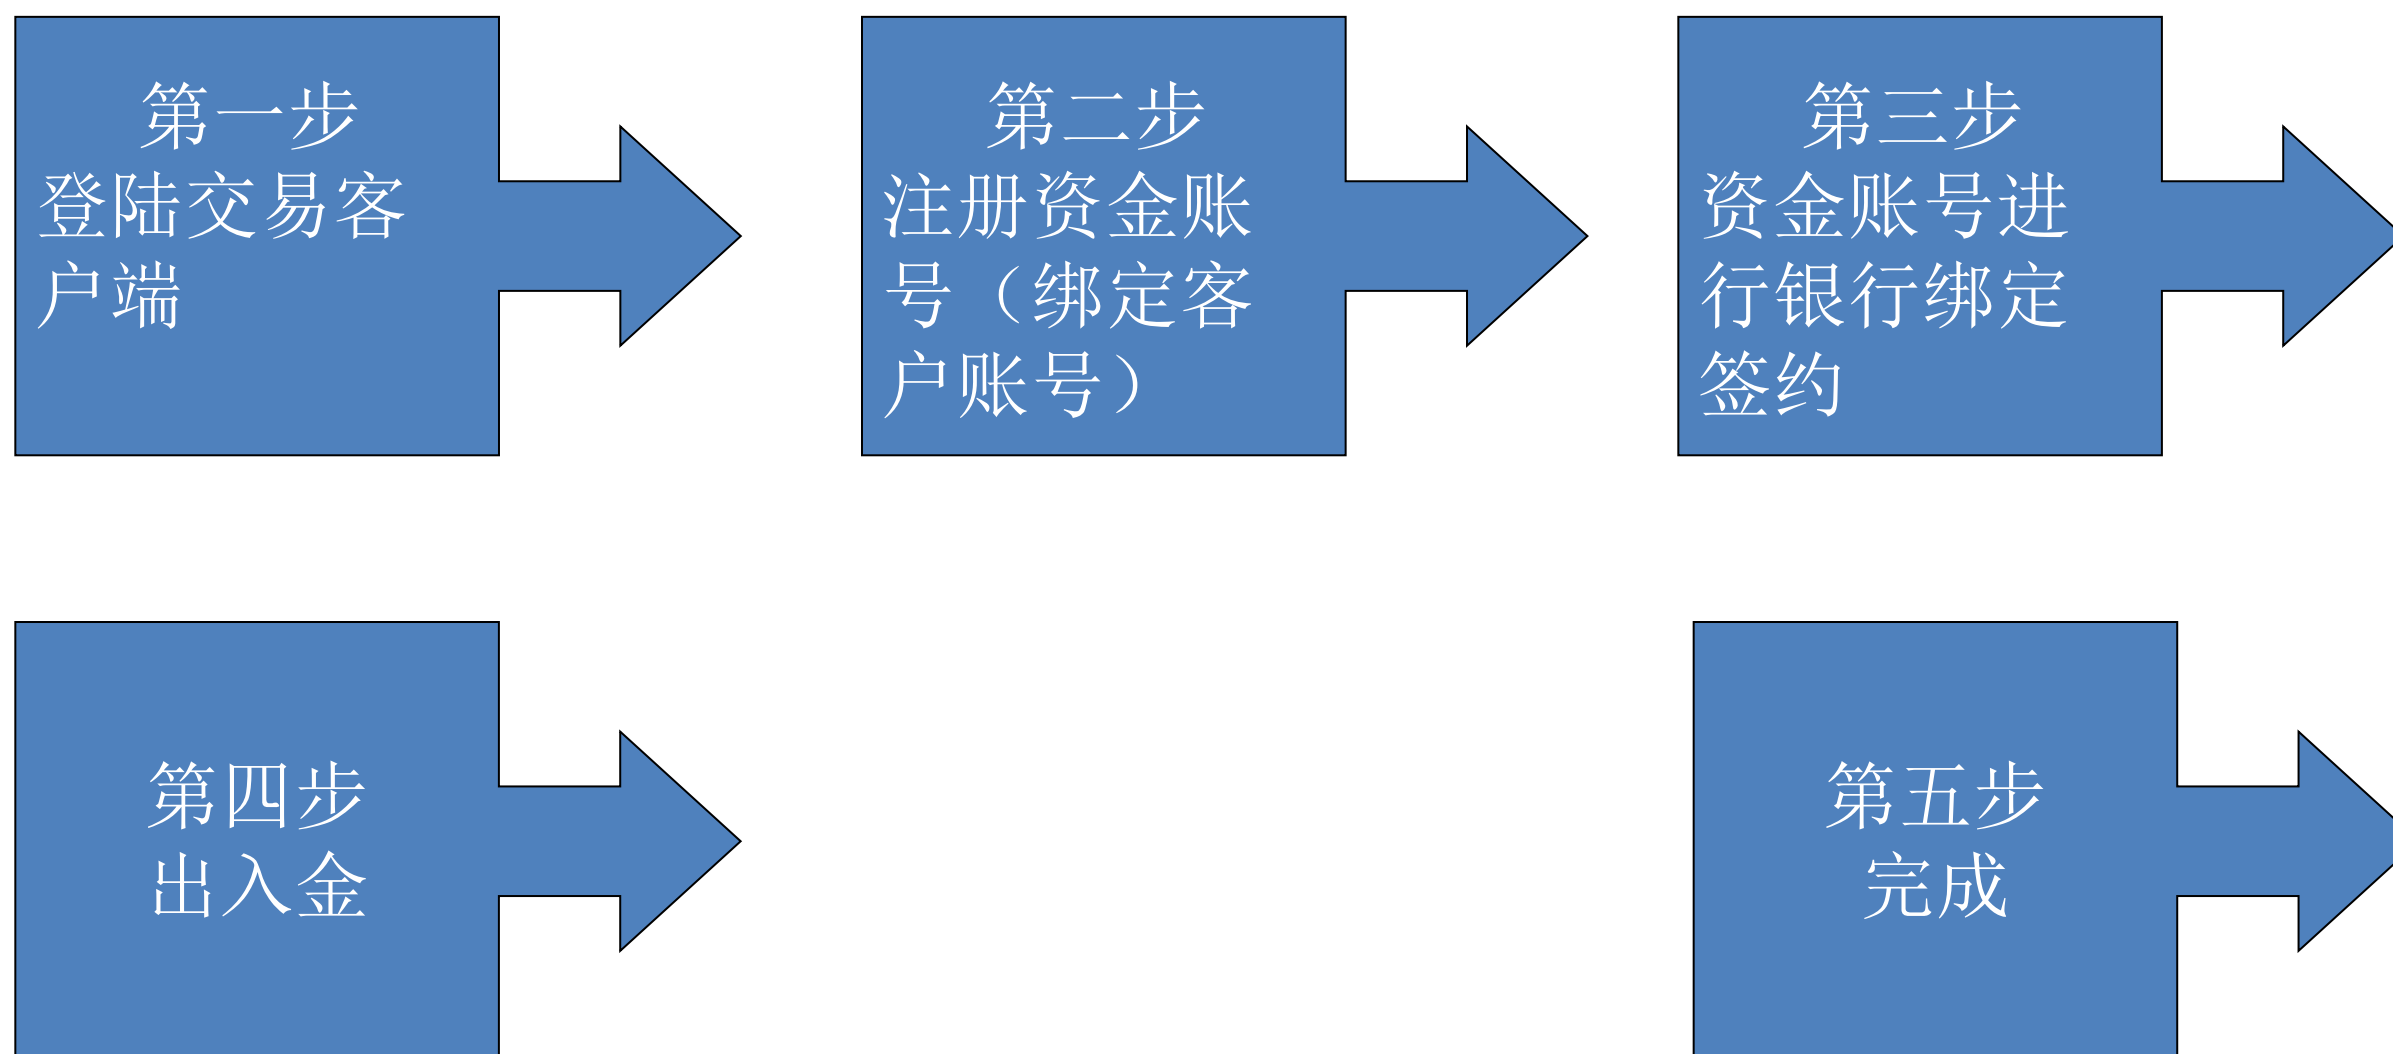 第一步
登陆交易客
户端
第二步
注册资金账
号（绑定客
户账号）
第三步
资金账号进
行银行绑定
签约
第四步
出入金
第五步
完成